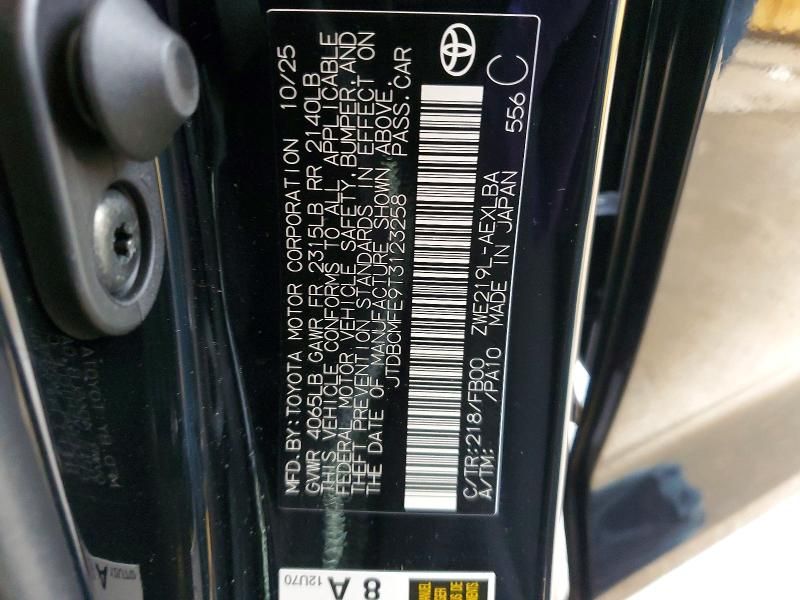 MFD.BY:TOYOTA MOTOR CORPORATION 10/25
GVWR 4065LB GAWR FR 2315LB RR 2140LB
THIS VEHICLE CONFORMS TO ALL APPLICABLE
FEDERAL MOTOR VEHICLE SAFETY, BUMPER, AND
THEFT PREVENTION STANDARDS IN EFFECT ON
THE DATE OF MANUFACTURE SHOWN ABOVE.
JTDBCMFE9T3123258 PASS.CAR
C/TR:218/FB00 ZWE219L-AEXLBA
A/TM: /PA10 MADE IN JAPAN 556 C
12U70
8 A
A